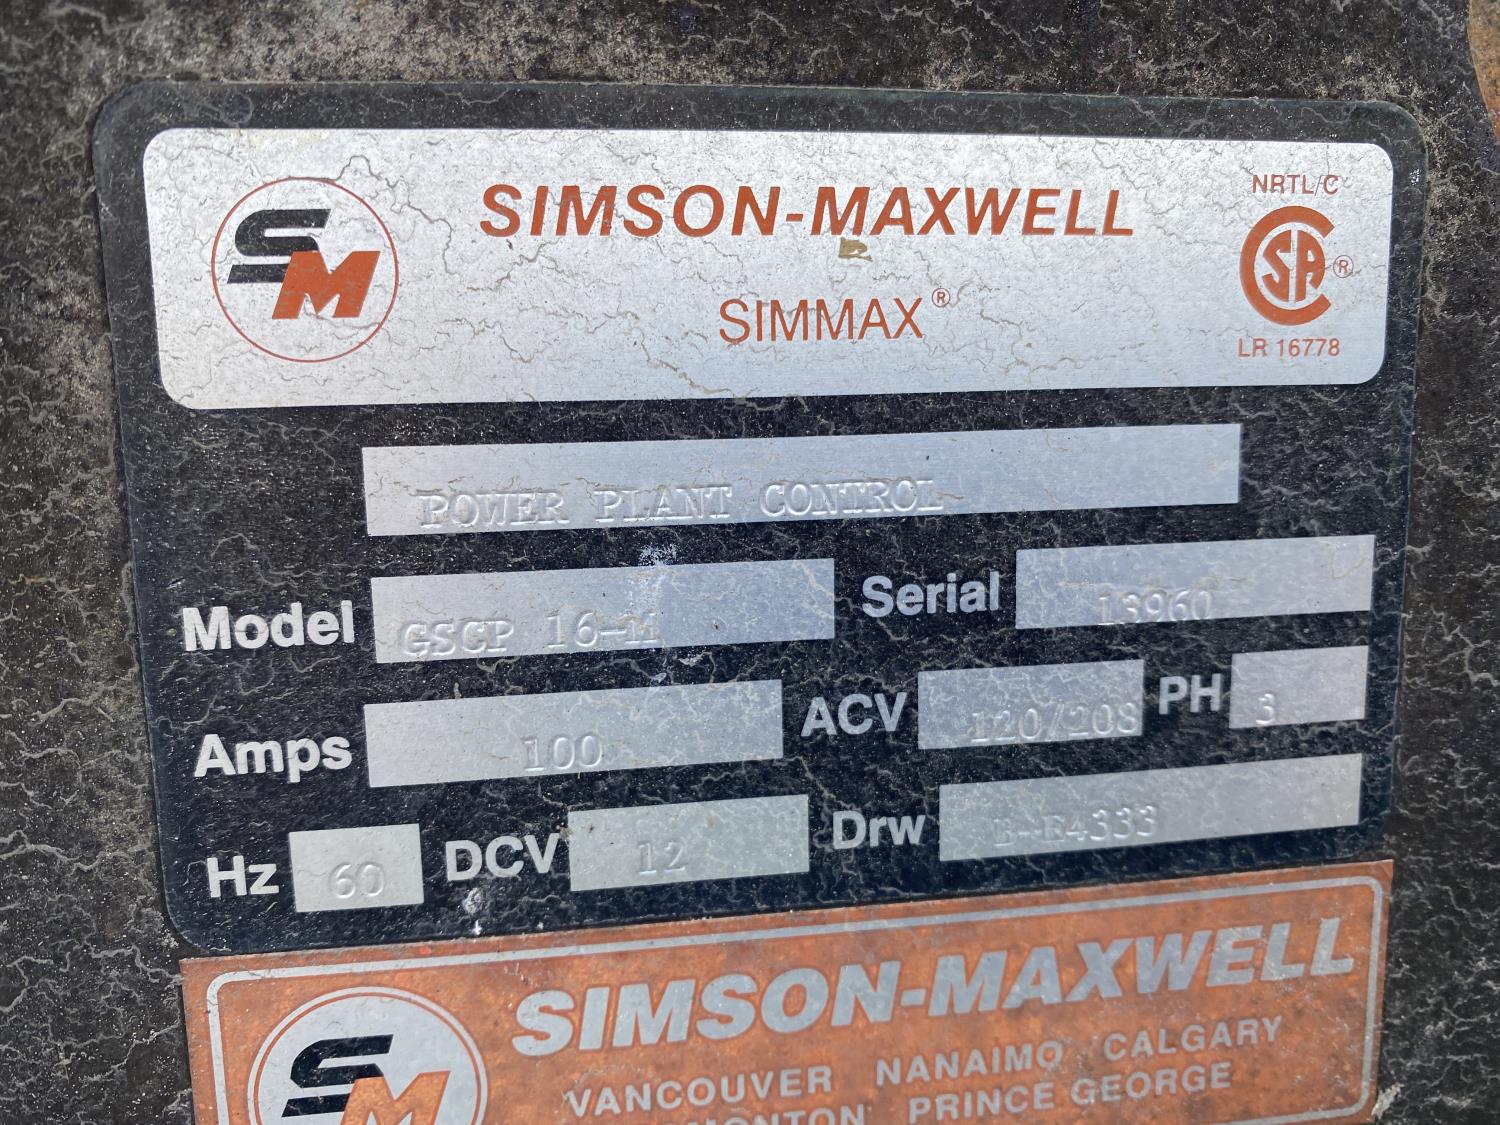 SM
SIMSON-MAXWELL
SIMMAX®
NRTL/C
CSA®
LR 16778
POWER PLANT CONTROL
Model GSCP 16-M Serial 13960
Amps 100 ACV 120/208 PH 3
Hz 60 DCV 12 Drw
SM
SIMSON-MAXWELL
VANCOUVER NANAIMO CALGARY
PRINCE GEORGE